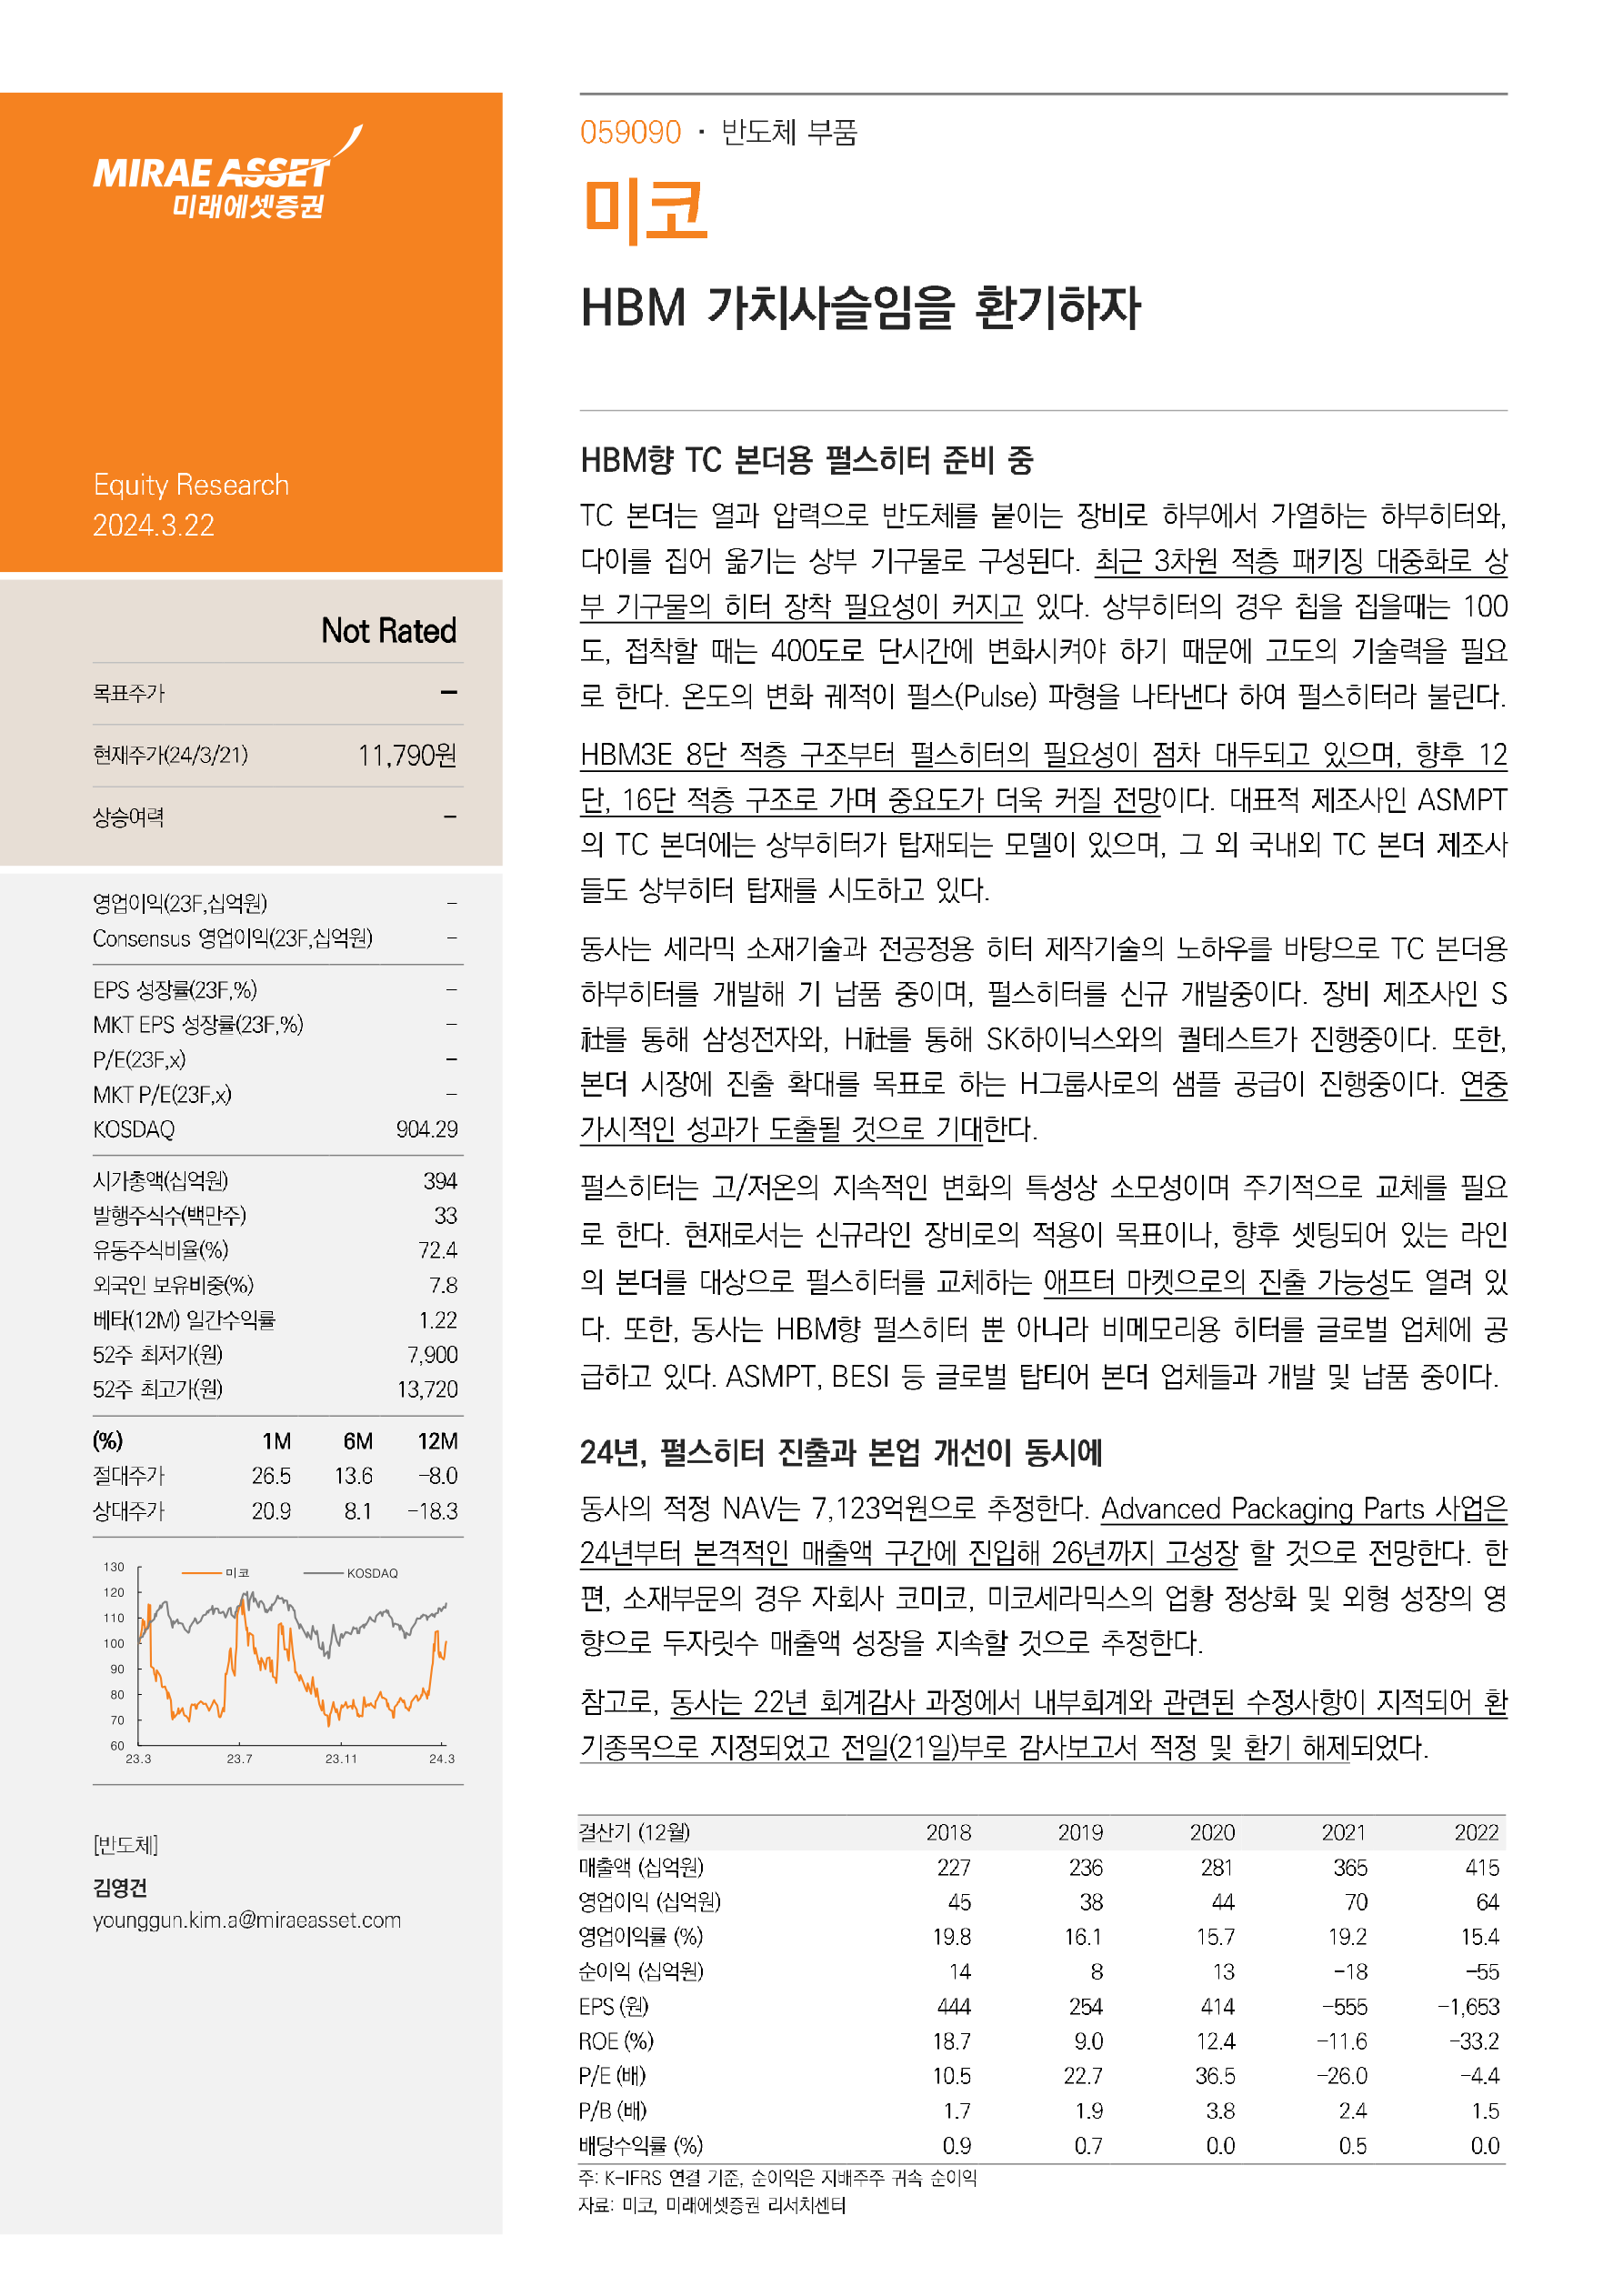 MIRAE ASSET
미래에셋증권
Equity Research
2024.3.22
059090 · 반도체 부품
미코
HBM 가치사슬임을 환기하자
Not Rated
목표주가 –
현재주가(24/3/21) 11,790원
상승여력 –
영업이익(23F,십억원) –
Consensus 영업이익(23F,십억원) –
EPS 성장률(23F,%) –
MKT EPS 성장률(23F,%) –
P/E(23F,x) –
MKT P/E(23F,x) –
KOSDAQ 904.29
시가총액(십억원) 394
발행주식수(백만주) 33
유동주식비율(%) 72.4
외국인 보유비중(%) 7.8
베타(12M) 일간수익률 1.22
52주 최저가(원) 7,900
52주 최고가(원) 13,720
(%) 1M 6M 12M
절대주가 26.5 13.6 -8.0
상대주가 20.9 8.1 -18.3
미코 KOSDAQ
130
120
110
100
90
80
70
60
23.3 23.7 23.11 24.3
[반도체]
김영건
younggun.kim.a@miraeasset.com
HBM향 TC 본더용 펄스히터 준비 중
TC 본더는 열과 압력으로 반도체를 붙이는 장비로 하부에서 가열하는 하부히터와,
다이를 집어 옮기는 상부 기구물로 구성된다. 최근 3차원 적층 패키징 대중화로 상
부 기구물의 히터 장착 필요성이 커지고 있다. 상부히터의 경우 칩을 집을때는 100
도, 접착할 때는 400도로 단시간에 변화시켜야 하기 때문에 고도의 기술력을 필요
로 한다. 온도의 변화 궤적이 펄스(Pulse) 파형을 나타낸다 하여 펄스히터라 불린다.
HBM3E 8단 적층 구조부터 펄스히터의 필요성이 점차 대두되고 있으며, 향후 12
단, 16단 적층 구조로 가며 중요도가 더욱 커질 전망이다. 대표적 제조사인 ASMPT
의 TC 본더에는 상부히터가 탑재되는 모델이 있으며, 그 외 국내외 TC 본더 제조사
들도 상부히터 탑재를 시도하고 있다.
동사는 세라믹 소재기술과 전공정용 히터 제작기술의 노하우를 바탕으로 TC 본더용
하부히터를 개발해 기 납품 중이며, 펄스히터를 신규 개발중이다. 장비 제조사인 S
社를 통해 삼성전자와, H社를 통해 SK하이닉스와의 퀄테스트가 진행중이다. 또한,
본더 시장에 진출 확대를 목표로 하는 H그룹사로의 샘플 공급이 진행중이다. 연중
가시적인 성과가 도출될 것으로 기대한다.
펄스히터는 고/저온의 지속적인 변화의 특성상 소모성이며 주기적으로 교체를 필요
로 한다. 현재로서는 신규라인 장비로의 적용이 목표이나, 향후 셋팅되어 있는 라인
의 본더를 대상으로 펄스히터를 교체하는 애프터 마켓으로의 진출 가능성도 열려 있
다. 또한, 동사는 HBM향 펄스히터 뿐 아니라 비메모리용 히터를 글로벌 업체에 공
급하고 있다. ASMPT, BESI 등 글로벌 탑티어 본더 업체들과 개발 및 납품 중이다.
24년, 펄스히터 진출과 본업 개선이 동시에
동사의 적정 NAV는 7,123억원으로 추정한다. Advanced Packaging Parts 사업은
24년부터 본격적인 매출액 구간에 진입해 26년까지 고성장 할 것으로 전망한다. 한
편, 소재부문의 경우 자회사 코미코, 미코세라믹스의 업황 정상화 및 외형 성장의 영
향으로 두자릿수 매출액 성장을 지속할 것으로 추정한다.
참고로, 동사는 22년 회계감사 과정에서 내부회계와 관련된 수정사항이 지적되어 환
기종목으로 지정되었고 전일(21일)부로 감사보고서 적정 및 환기 해제되었다.
결산기 (12월) 2018 2019 2020 2021 2022
매출액 (십억원) 227 236 281 365 415
영업이익 (십억원) 45 38 44 70 64
영업이익률 (%) 19.8 16.1 15.7 19.2 15.4
순이익 (십억원) 14 8 13 -18 -55
EPS (원) 444 254 414 -555 -1,653
ROE (%) 18.7 9.0 12.4 -11.6 -33.2
P/E (배) 10.5 22.7 36.5 -26.0 -4.4
P/B (배) 1.7 1.9 3.8 2.4 1.5
배당수익률 (%) 0.9 0.7 0.0 0.5 0.0
주: K-IFRS 연결 기준, 순이익은 지배주주 귀속 순이익
자료: 미코, 미래에셋증권 리서치센터